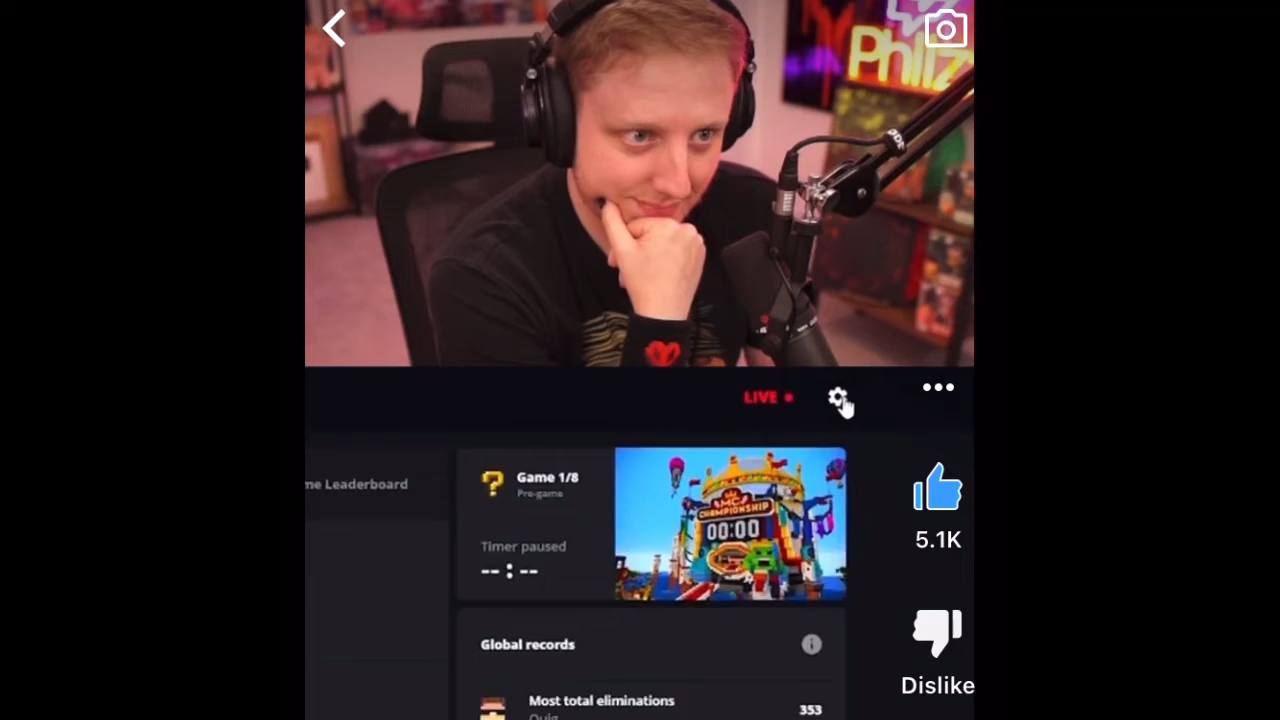 Philz
LIVE
me Leaderboard
Game 1/8
Pre-game
MC
CHAMPIONSHIP
00:00
Timer paused
-- : --
5.1K
Global records
Dislike
Most total eliminations
353
Quig